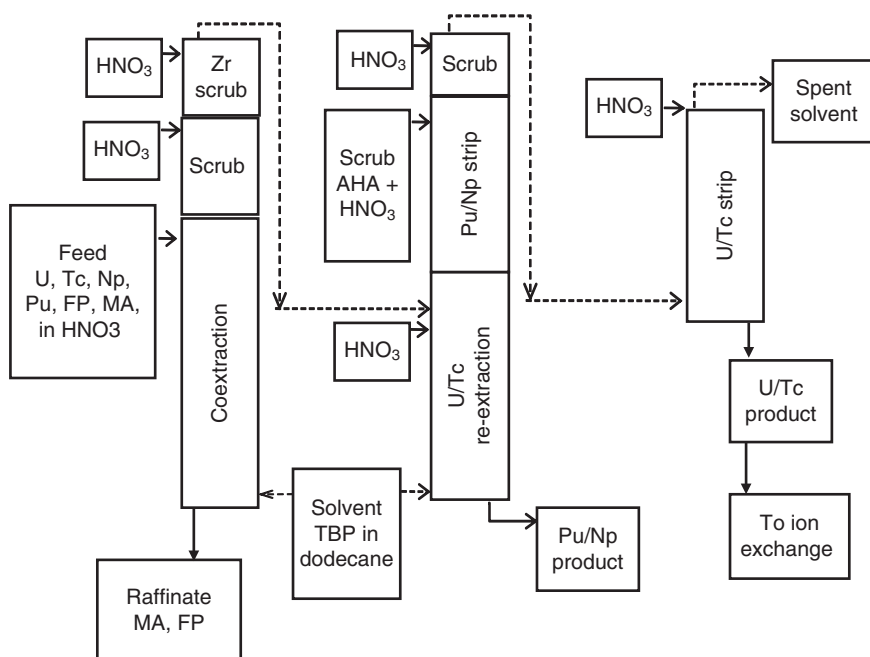 HNO₃
Zr
scrub
HNO₃
Scrub
Feed
U, Tc, Np,
Pu, FP, MA,
in HNO3
Coextraction
Raffinate
MA, FP
Solvent
TBP in
dodecane
HNO₃
Scrub
Scrub
AHA +
HNO₃
Pu/Np strip
HNO₃
U/Tc
re-extraction
Pu/Np
product
HNO₃
Spent
solvent
U/Tc strip
U/Tc
product
To ion
exchange